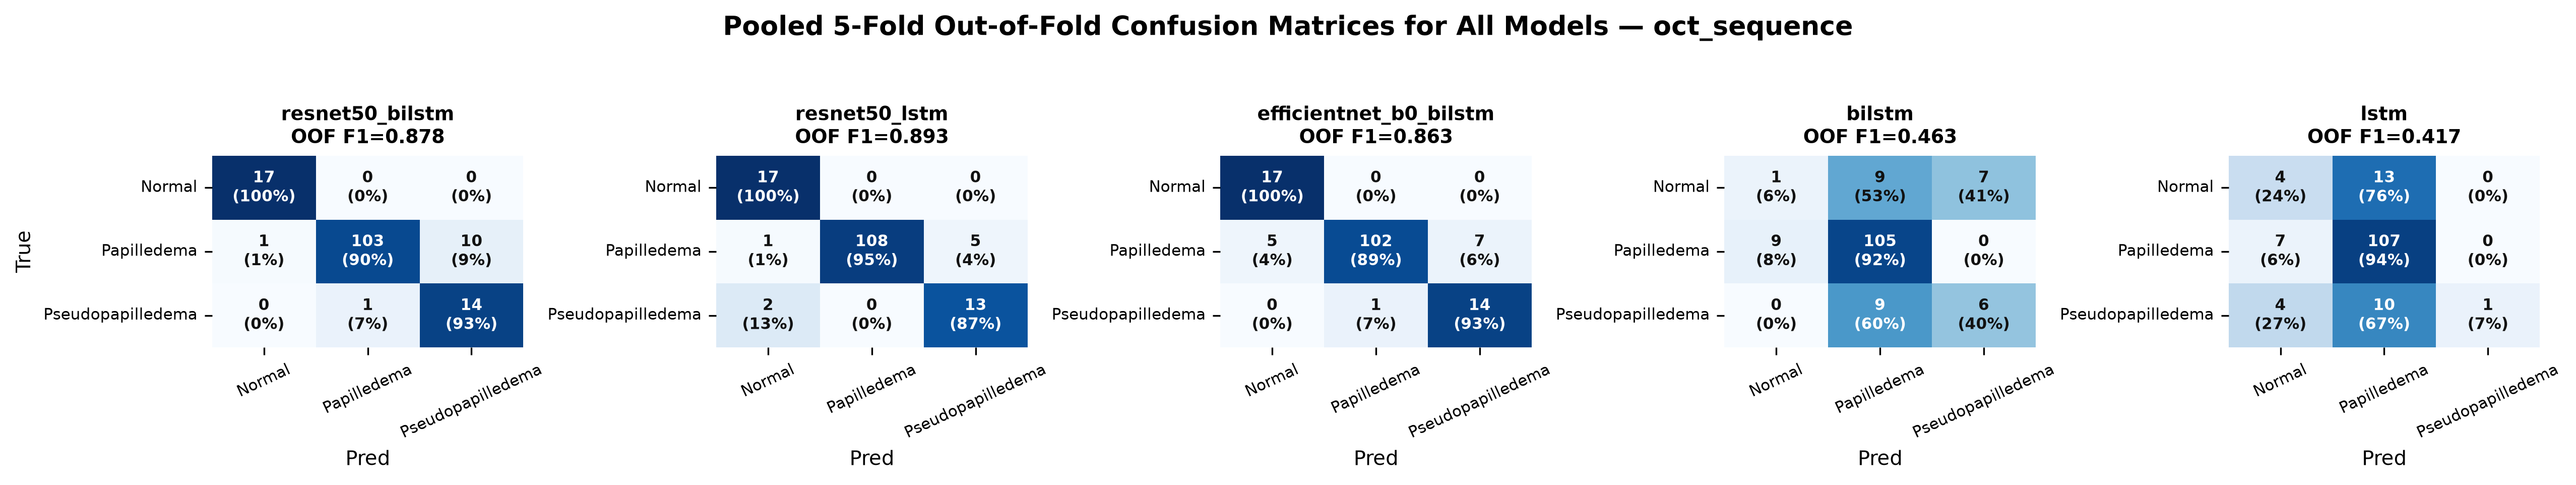 Pooled 5-Fold Out-of-Fold Confusion Matrices for All Models — oct_sequence
resnet50_bilstm
OOF F1=0.878
True
Normal
Papilledema
Pseudopapilledema
17
(100%)
0
(0%)
0
(0%)
1
(1%)
103
(90%)
10
(9%)
0
(0%)
1
(7%)
14
(93%)
Normal
Papilledema
Pseudopapilledema
Pred
resnet50_lstm
OOF F1=0.893
Normal
Papilledema
Pseudopapilledema
17
(100%)
0
(0%)
0
(0%)
1
(1%)
108
(95%)
5
(4%)
2
(13%)
0
(0%)
13
(87%)
Normal
Papilledema
Pseudopapilledema
Pred
efficientnet_b0_bilstm
OOF F1=0.863
Normal
Papilledema
Pseudopapilledema
17
(100%)
0
(0%)
0
(0%)
5
(4%)
102
(89%)
7
(6%)
0
(0%)
1
(7%)
14
(93%)
Normal
Papilledema
Pseudopapilledema
Pred
bilstm
OOF F1=0.463
Normal
Papilledema
Pseudopapilledema
1
(6%)
9
(53%)
7
(41%)
9
(8%)
105
(92%)
0
(0%)
0
(0%)
9
(60%)
6
(40%)
Normal
Papilledema
Pseudopapilledema
Pred
lstm
OOF F1=0.417
Normal
Papilledema
Pseudopapilledema
4
(24%)
13
(76%)
0
(0%)
7
(6%)
107
(94%)
0
(0%)
4
(27%)
10
(67%)
1
(7%)
Normal
Papilledema
Pseudopapilledema
Pred